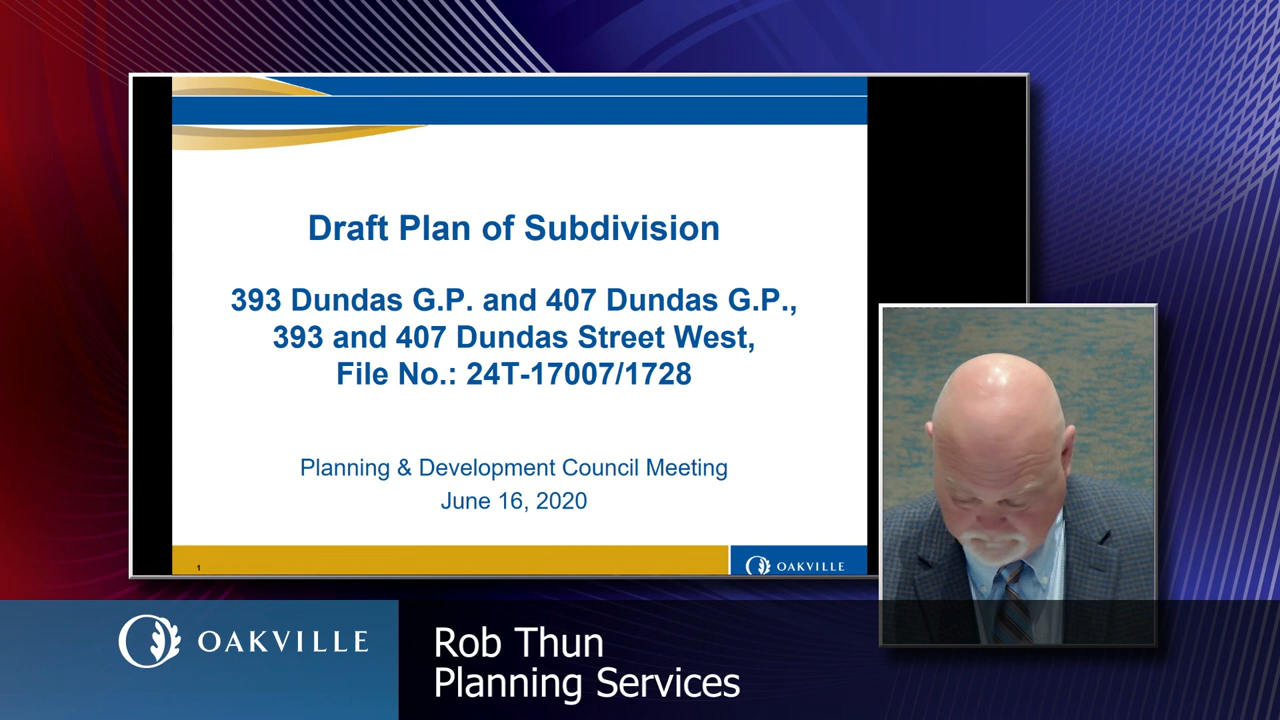 Draft Plan of Subdivision
393 Dundas G.P. and 407 Dundas G.P.,
393 and 407 Dundas Street West,
File No.: 24T-17007/1728
Planning & Development Council Meeting
June 16, 2020
1
OAKVILLE
OAKVILLE
Rob Thun
Planning Services